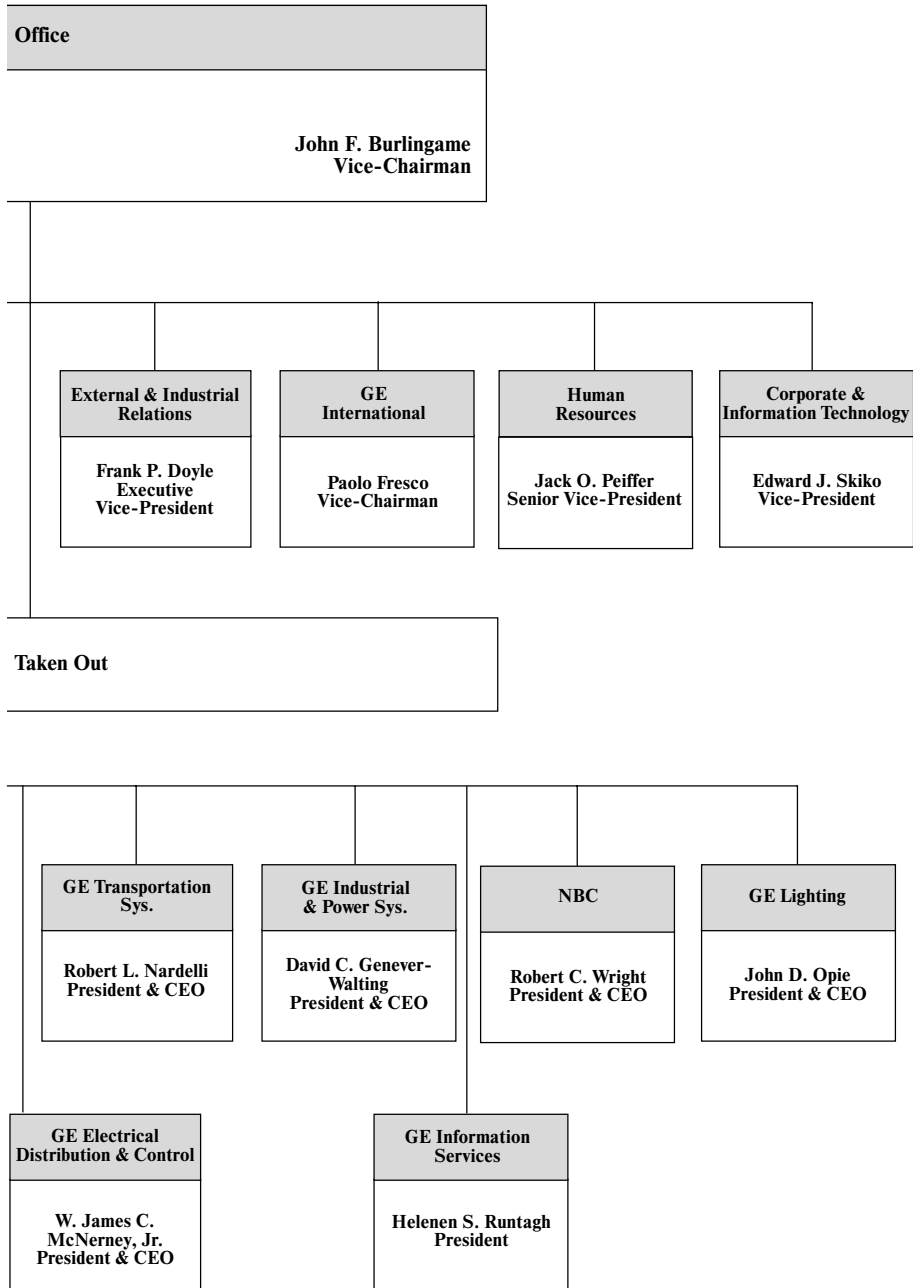 Office
John F. Burlingame
Vice-Chairman
External & Industrial
Relations
Frank P. Doyle
Executive
Vice-President
GE
International
Paolo Fresco
Vice-Chairman
Human
Resources
Jack O. Peiffer
Senior Vice-President
Corporate &
Information Technology
Edward J. Skiko
Vice-President
Taken Out
GE Transportation
Sys.
Robert L. Nardelli
President & CEO
GE Industrial
& Power Sys.
David C. Genever-
Walting
President & CEO
NBC
Robert C. Wright
President & CEO
GE Lighting
John D. Opie
President & CEO
GE Electrical
Distribution & Control
W. James C.
McNerney, Jr.
President & CEO
GE Information
Services
Helenen S. Runtagh
President